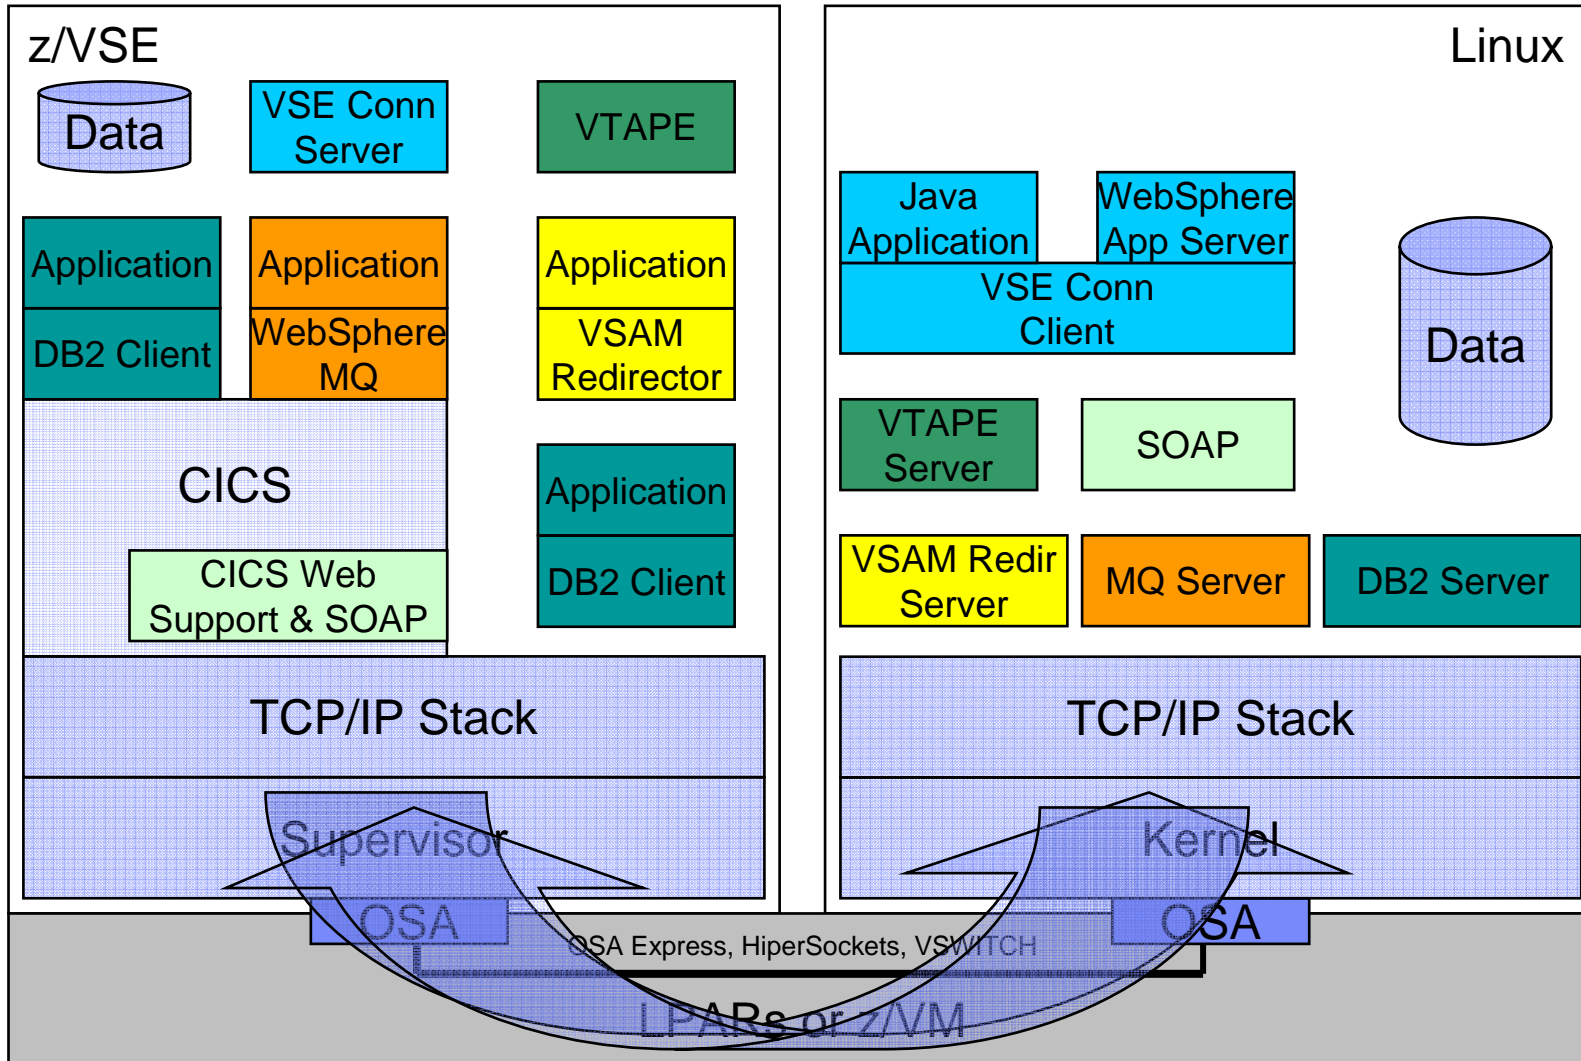 z/VSE
Data
VSE Conn
Server
VTAPE
Application
DB2 Client
Application
WebSphere
MQ
Application
VSAM
Redirector
CICS
CICS Web
Support & SOAP
Application
DB2 Client
TCP/IP Stack
Supervisor
OSA
Linux
Java
Application
WebSphere
App Server
VSE Conn
Client
Data
VTAPE
Server
SOAP
VSAM Redir
Server
MQ Server
DB2 Server
TCP/IP Stack
Kernel
OSA
OSA Express, HiperSockets, VSWITCH
LPARs or z/VM